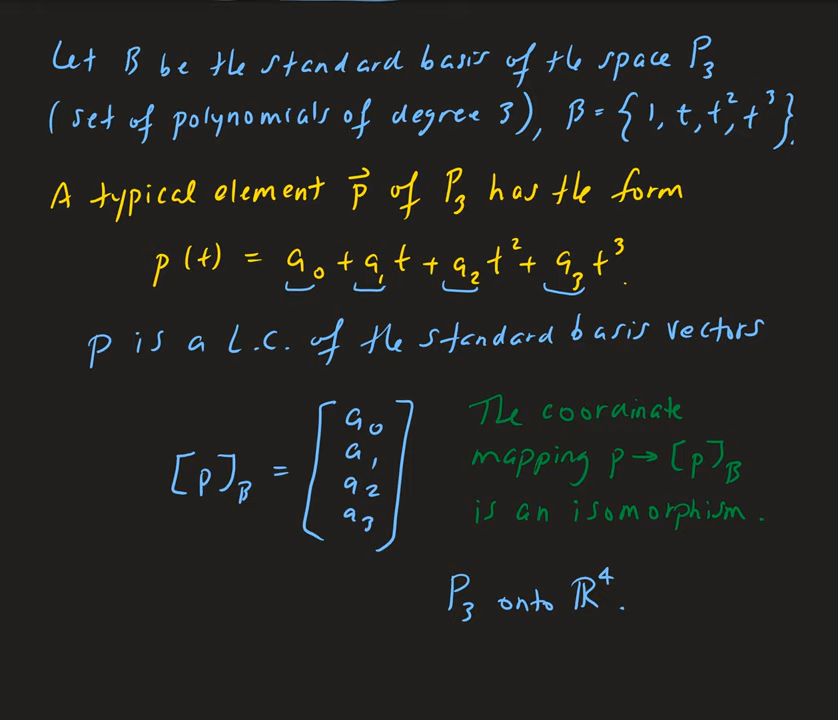 Let B be the standard basis of the space P₃
(set of polynomials of degree 3), B = {1, t, t², t³}.
A typical element p⃗ of P₃ has the form
p(t) = a₀ + a₁t + a₂t² + a₃t³.
p is a L.C. of the standard basis vectors
[p]_B = [a₀ a₁ a₂ a₃]
The coordinate
mapping p → [p]_B
is an isomorphism.
P₃ onto ℝ⁴.